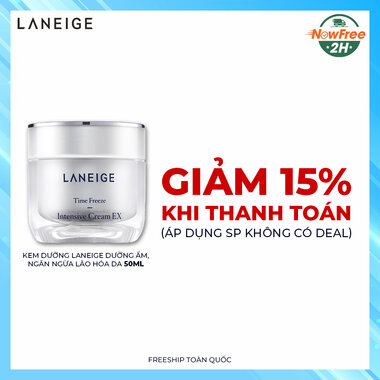 LANEIGE
NowFree
2H
LANEIGE
Time Freeze
Intensive Cream EX
GIẢM 15%
KHI THANH TOÁN
(ÁP DỤNG SP KHÔNG CÓ DEAL)
KEM DƯỠNG LANEIGE DƯỠNG ẨM,
NGĂN NGỪA LÃO HÓA DA 50ML
FREESHIP TOÀN QUỐC